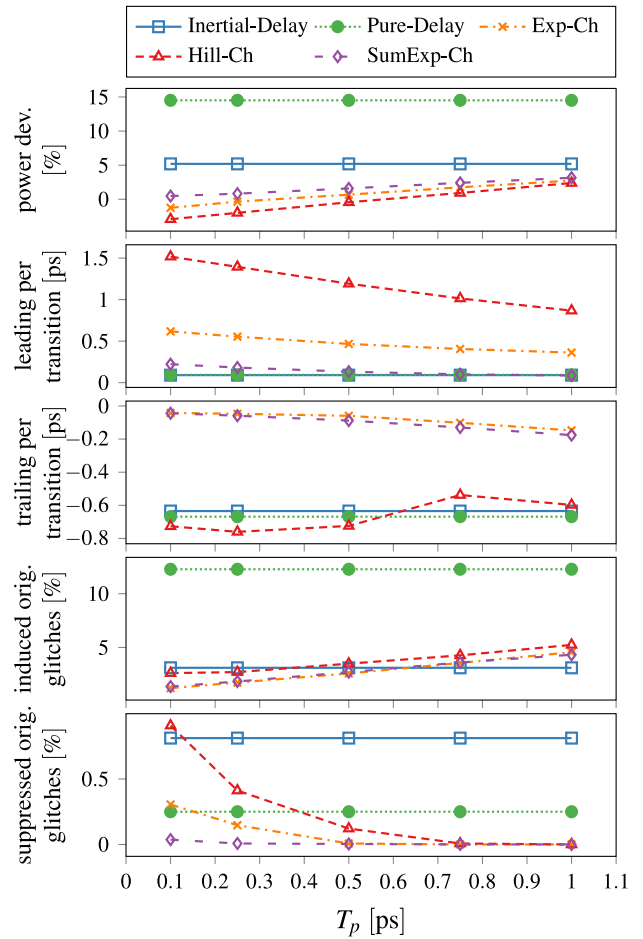 Inertial-Delay Pure-Delay Exp-Ch
Hill-Ch SumExp-Ch
power dev.
[%]
15
10
5
0
leading per
transition [ps]
1.5
1
0.5
0
trailing per
transition [ps]
0
−0.2
−0.4
−0.6
−0.8
induced orig.
glitches [%]
10
5
suppressed orig.
glitches [%]
0.5
0
0 0.1 0.2 0.3 0.4 0.5 0.6 0.7 0.8 0.9 1 1.1
Tp [ps]